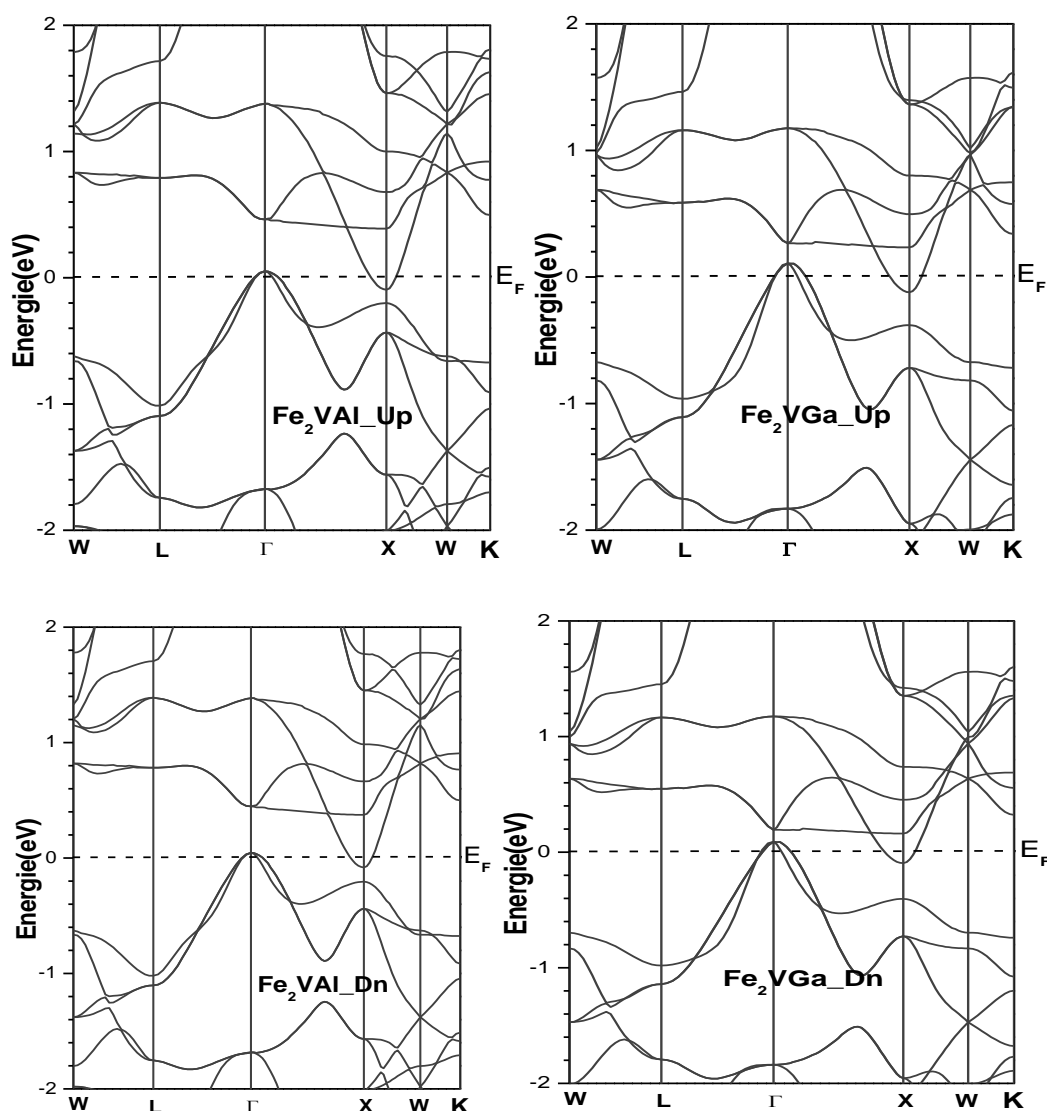 2
1
0
-1
-2
Energie(eV)
E_F
Fe₂VAl_Up
W L Γ X W K
2
1
0
-1
-2
Energie(eV)
E_F
Fe₂VGa_Up
W L Γ X W K
2
1
0
-1
-2
Energie(eV)
E_F
Fe₂VAl_Dn
W L Γ X W K
2
1
0
-1
-2
Energie(eV)
E_F
Fe₂VGa_Dn
W L Γ X W K